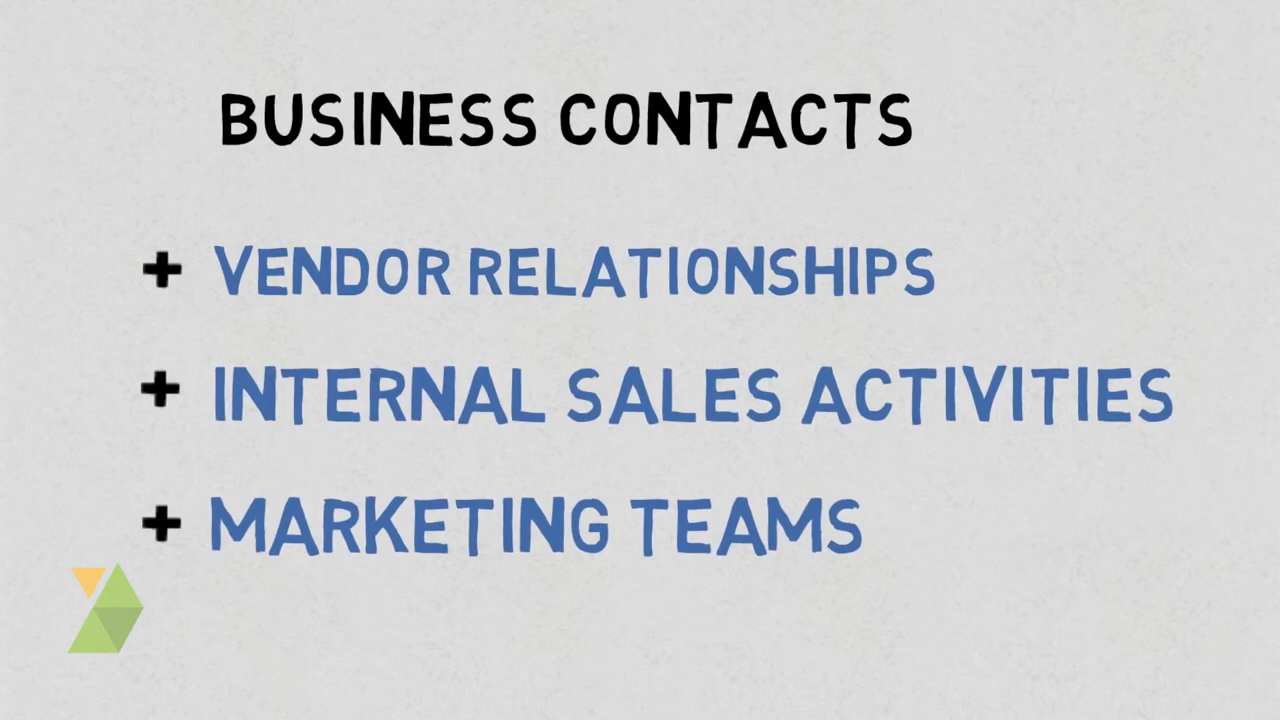 BUSINESS CONTACTS
+ VENDOR RELATIONSHIPS
+ INTERNAL SALES ACTIVITIES
+ MARKETING TEAMS